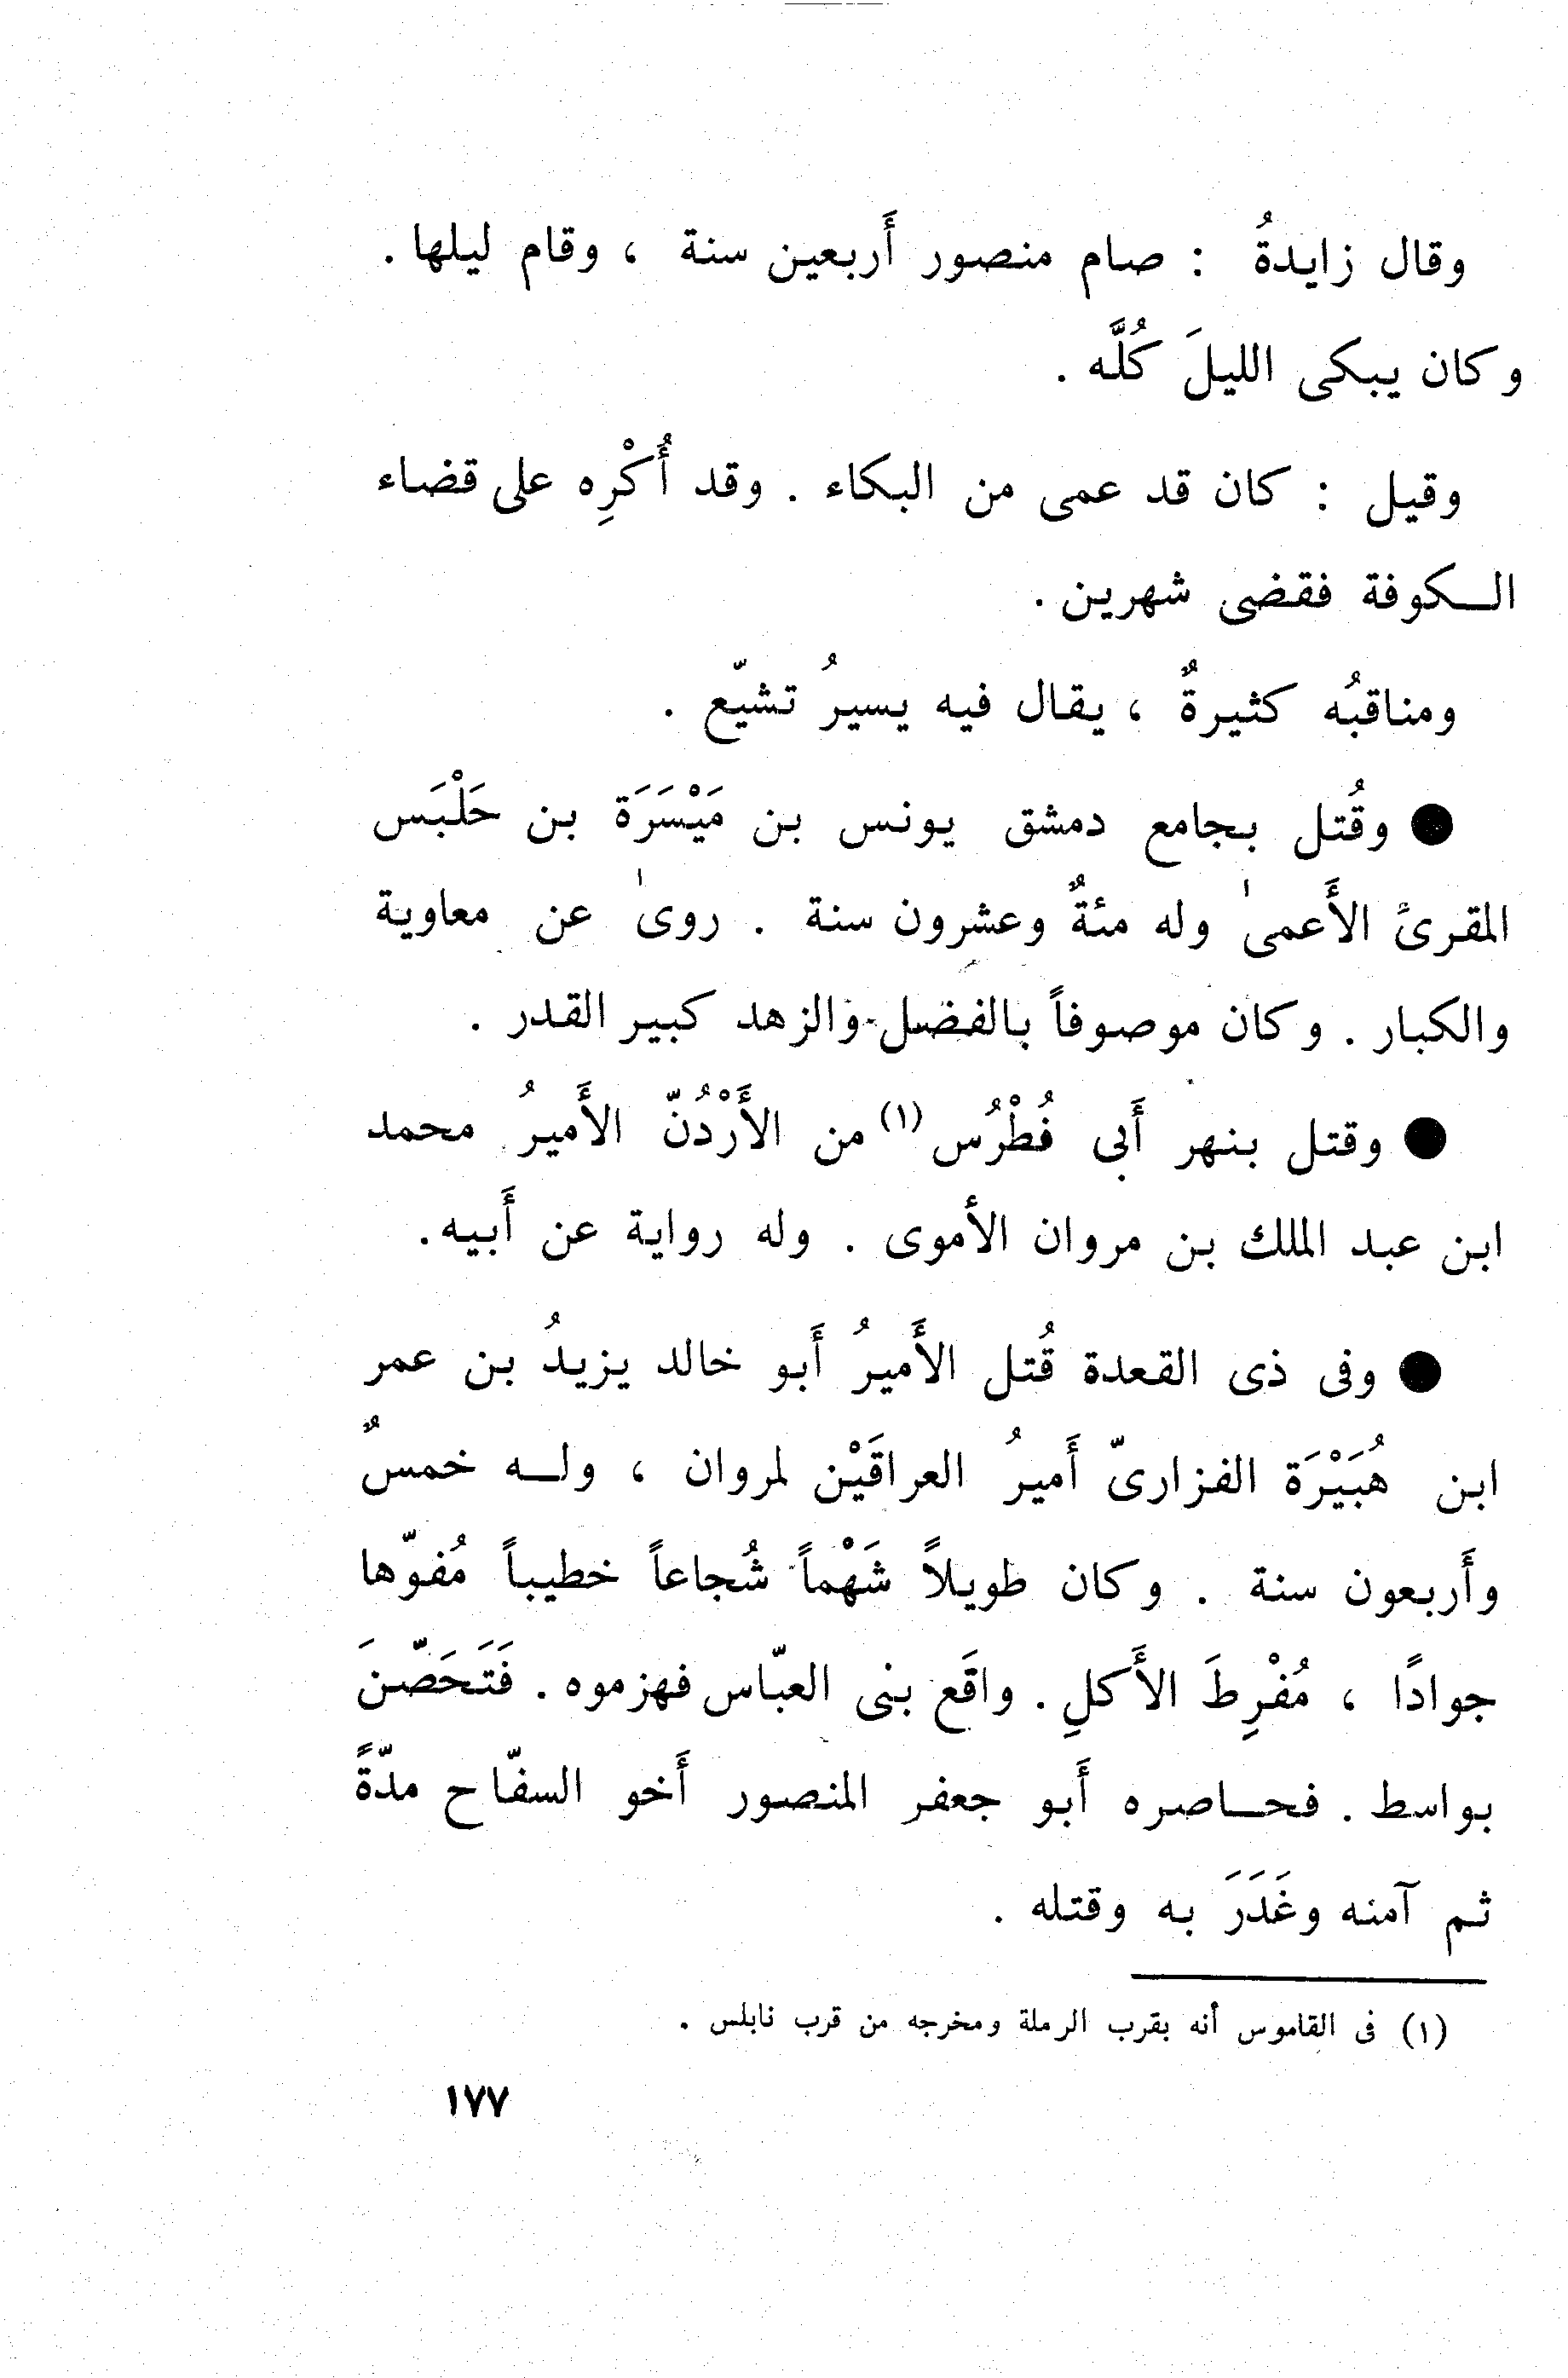 وقال زايدةُ : صام منصور أَربعين سنة ، وقام ليلها .
وكان يبكى الليلَ كُلَّه .
وقيل : كان قد عمى من البكاء . وقد أُكْرِه على قضاء
الكوفة فقضى شهرين .
ومناقبُه كثيرةٌ ، يقال فيه يسيرُ تشيّع .
● وقُتل بجامع دمشق يونس بن مَيْسَرَة بن حَلْبَس
المقرئ الأَعمىٰ وله مئةٌ وعشرون سنة . روىٰ عن معاوية
والكبار . وكان موصوفاً بالفضل والزهد كبير القدر .
● وقتل بنهر أَبى فُطْرُس (١) من الأَرْدُنّ الأَميرُ محمد
ابن عبد الملك بن مروان الأموى . وله رواية عن أَبيه .
● وفى ذى القعدة قُتل الأَميرُ أَبو خالد يزيدُ بن عمر
ابن هُبَيْرَة الفزارىّ أَميرُ العراقَيْن لمروان ، وله خمسٌ
وأَربعون سنة . وكان طويلاً شَهْماً شُجاعاً خطيباً مُفوّها
جوادًا ، مُفْرِطَ الأَكلِ . واقَع بنى العبّاس فهزموه . فَتَحَصّنَ
بواسط . فحاصره أَبو جعفر المنصور أَخو السفّاح مدّةً
ثم آمنه وغَدَرَ به وقتله .
(١) فى القاموس أنه بقرب الرملة ومخرجه من قرب نابلس .
١٧٧